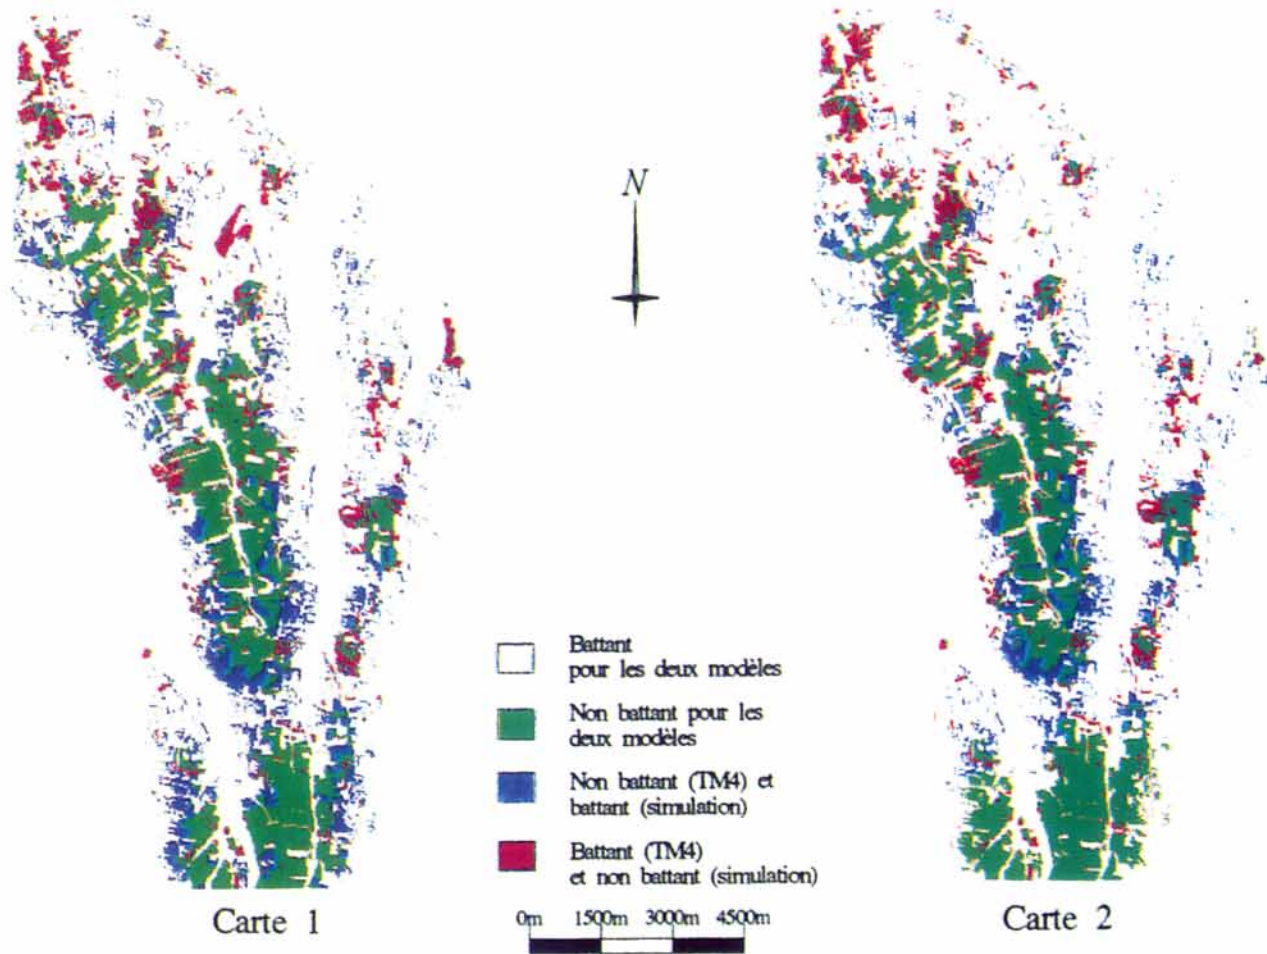 N
Battant
pour les deux modèles
Non battant pour les
deux modèles
Non battant (TM4) et
battant (simulation)
Battant (TM4)
et non battant (simulation)
Carte 1
0m 1500m 3000m 4500m
Carte 2